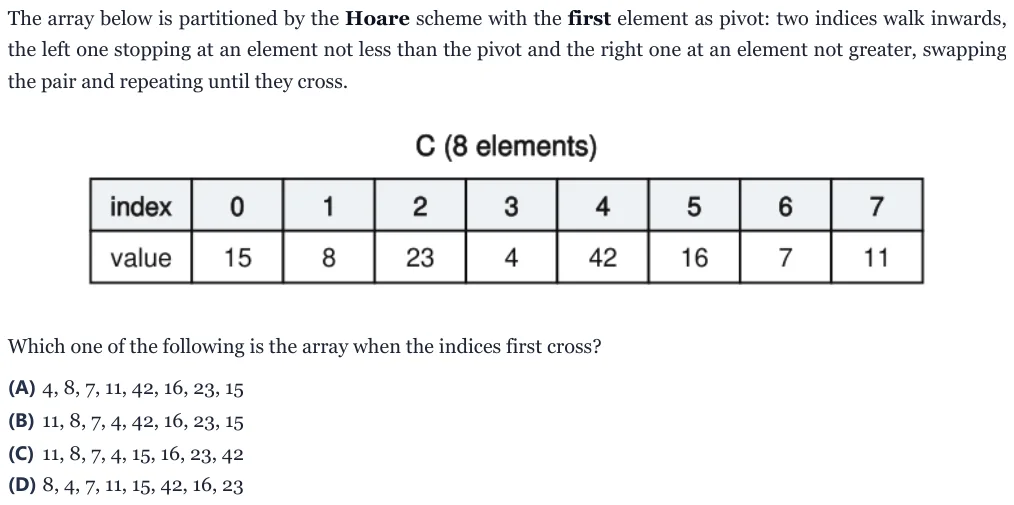 The array below is partitioned by the Hoare scheme with the first element as pivot: two indices walk inwards,
the left one stopping at an element not less than the pivot and the right one at an element not greater, swapping
the pair and repeating until they cross.
C (8 elements)
index 0 1 2 3 4 5 6 7
value 15 8 23 4 42 16 7 11
Which one of the following is the array when the indices first cross?
(A) 4, 8, 7, 11, 42, 16, 23, 15
(B) 11, 8, 7, 4, 42, 16, 23, 15
(C) 11, 8, 7, 4, 15, 16, 23, 42
(D) 8, 4, 7, 11, 15, 42, 16, 23